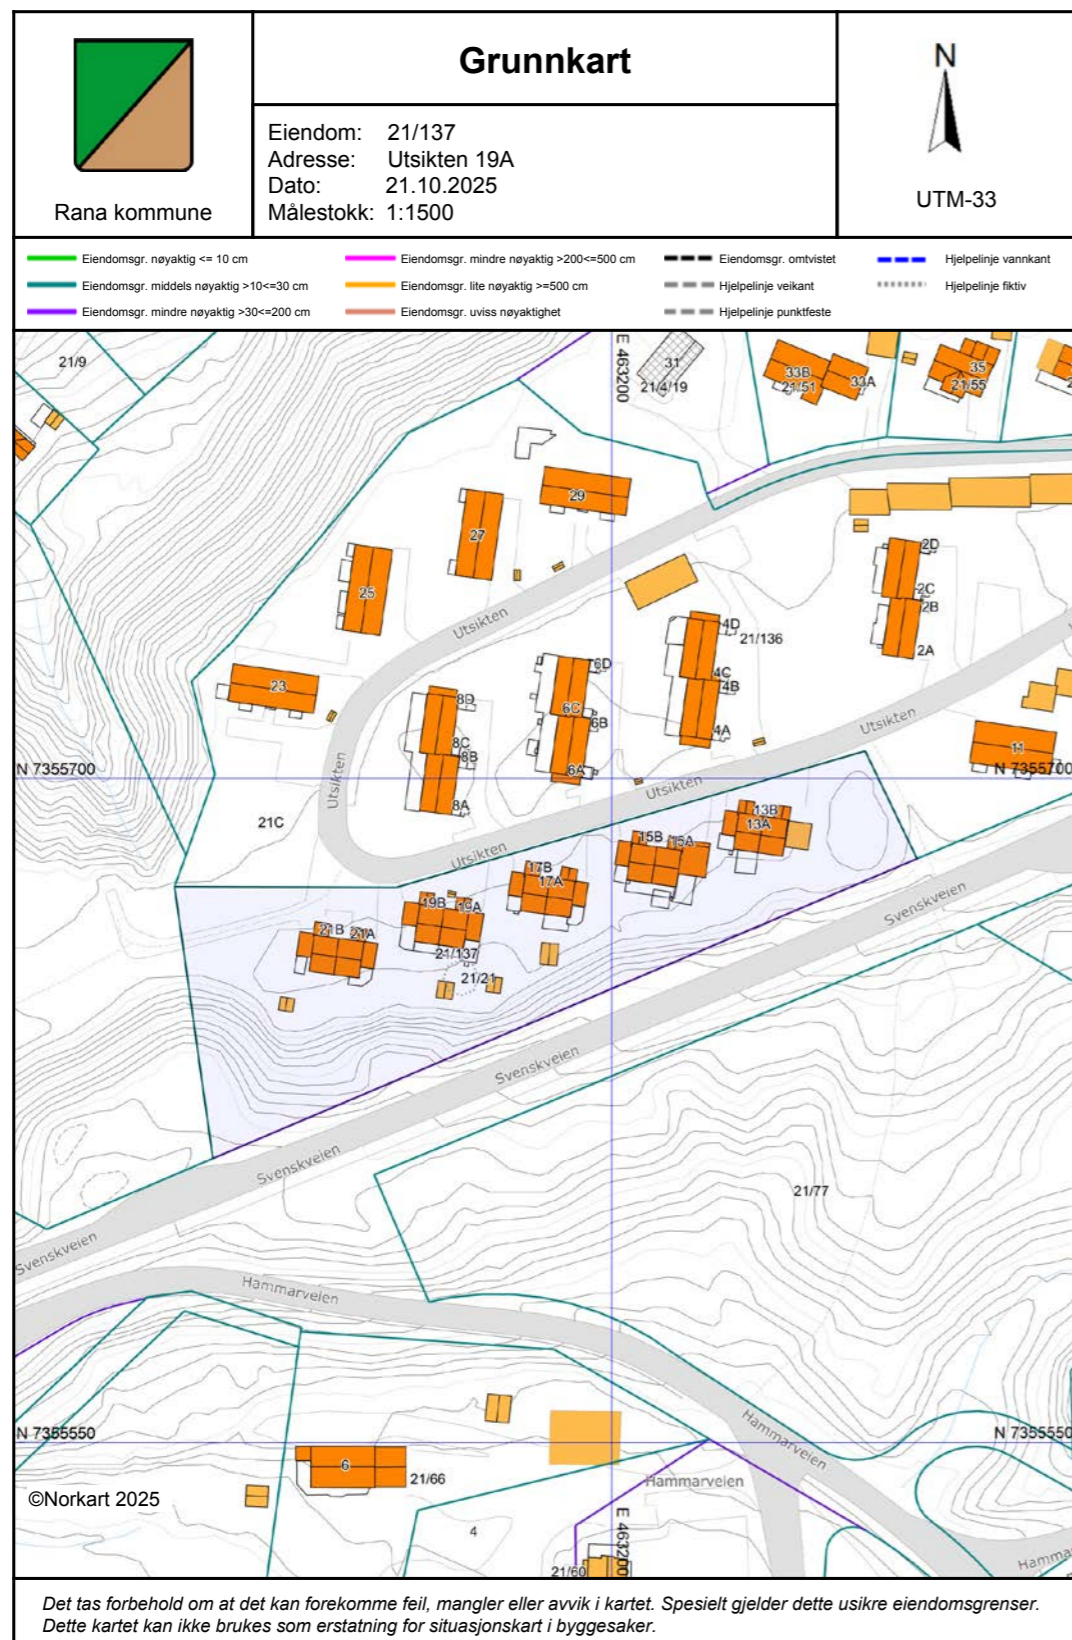 Grunnkart
Rana kommune
Eiendom: 21/137
Adresse: Utsikten 19A
Dato: 21.10.2025
Målestokk: 1:1500
N
UTM-33
Eiendomsgr. nøyaktig <= 10 cm
Eiendomsgr. middels nøyaktig >10<=30 cm
Eiendomsgr. mindre nøyaktig >30<=200 cm
Eiendomsgr. mindre nøyaktig >200<=500 cm
Eiendomsgr. lite nøyaktig >=500 cm
Eiendomsgr. uviss nøyaktighet
Eiendomsgr. omtvistet
Hjelpelinje veikant
Hjelpelinje punktfeste
Hjelpelinje vannkant
Hjelpelinje fiktiv
21/9
E 463200
31
21/4/19
33B
21/51
33A
35
21/55
29
27
25
23
Utsikten
2D
2C
2B
2A
4D
21/136
4C
4B
4A
6D
6C
6B
6A
8D
8C
8B
8A
Utsikten
Utsikten
Utsikten
Utsikten
11
N 7355700
N 7355700
21C
13B
13A
15B
15A
17B
17A
19B
19A
21B
21A
21/137
21/21
Svenskveien
Svenskveien
Svenskveien
Svenskveien
21/77
Hammarveien
Hammarveien
Hammarveien
N 7355550
N 7355550
6
21/66
4
21/60
E 463200
©Norkart 2025
Det tas forbehold om at det kan forekomme feil, mangler eller avvik i kartet. Spesielt gjelder dette usikre eiendomsgrenser.
Dette kartet kan ikke brukes som erstatning for situasjonskart i byggesaker.